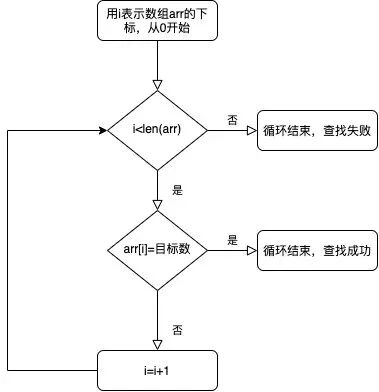 用i表示数组arr的下
标，从0开始
i<len(arr)
否
循环结束，查找失败
是
arr[i]=目标数
是
循环结束，查找成功
否
i=i+1